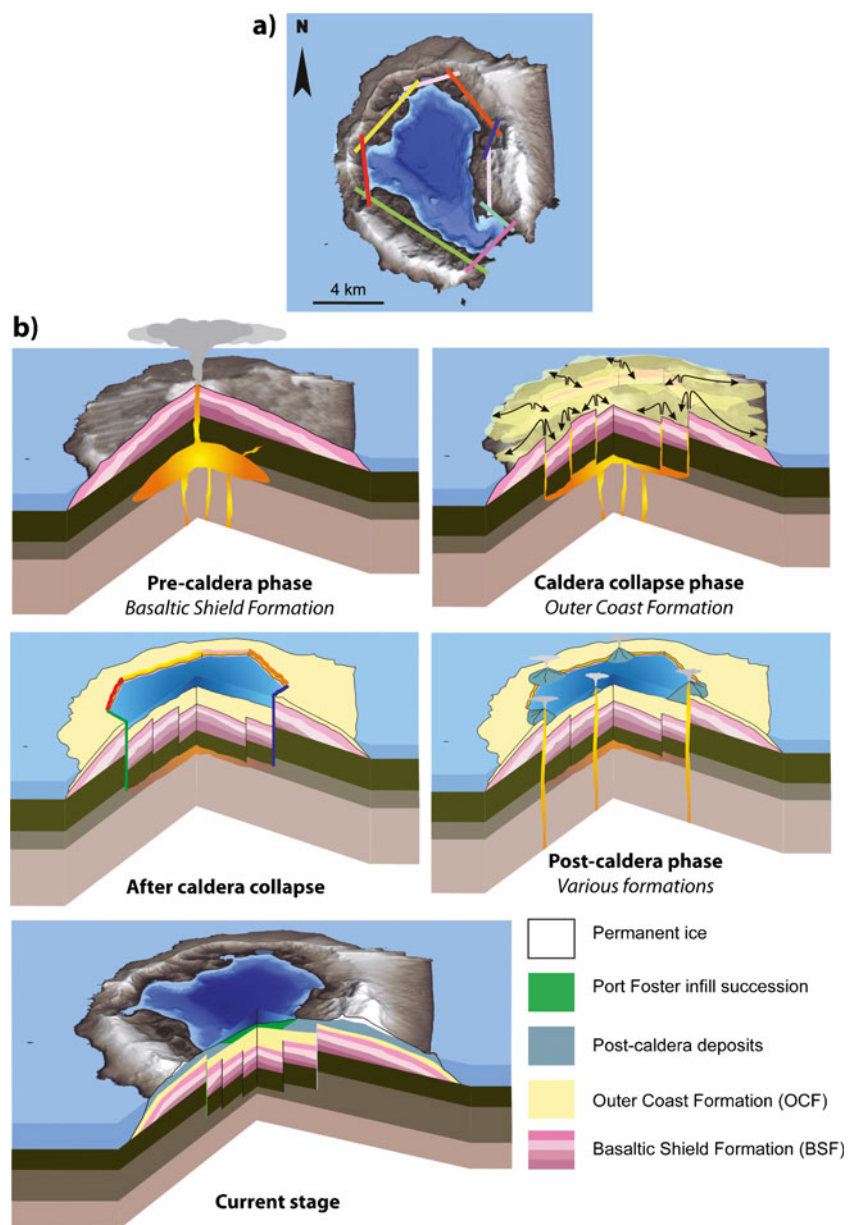 a)
N
4 km
b)
Pre-caldera phase
Basaltic Shield Formation
Caldera collapse phase
Outer Coast Formation
After caldera collapse
Post-caldera phase
Various formations
Permanent ice
Port Foster infill succession
Post-caldera deposits
Outer Coast Formation (OCF)
Basaltic Shield Formation (BSF)
Current stage